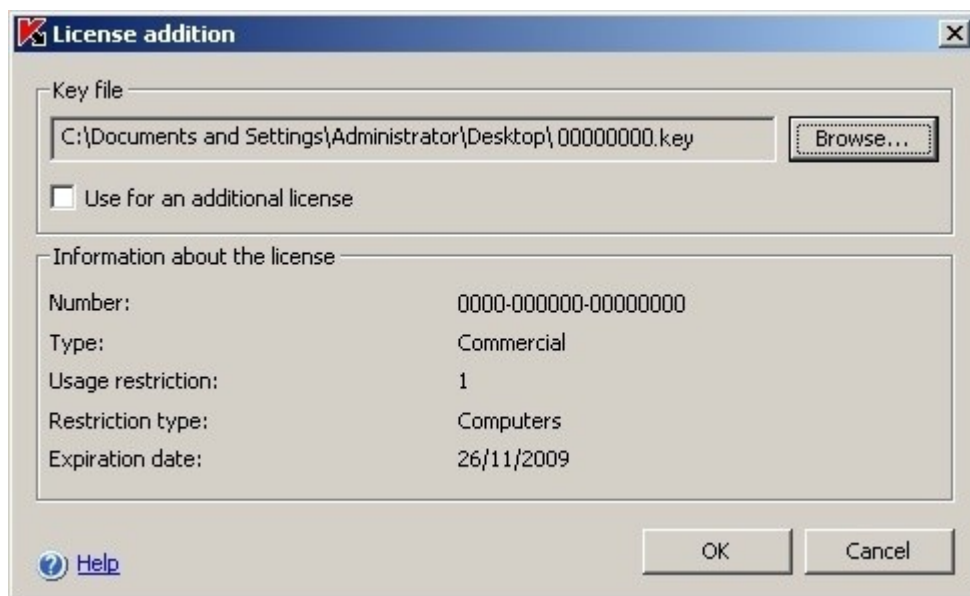 License addition
Key file
C:\Documents and Settings\Administrator\Desktop\ 00000000.key
Browse...
Use for an additional license
Information about the license
Number: 0000-000000-00000000
Type: Commercial
Usage restriction: 1
Restriction type: Computers
Expiration date: 26/11/2009
Help
OK
Cancel